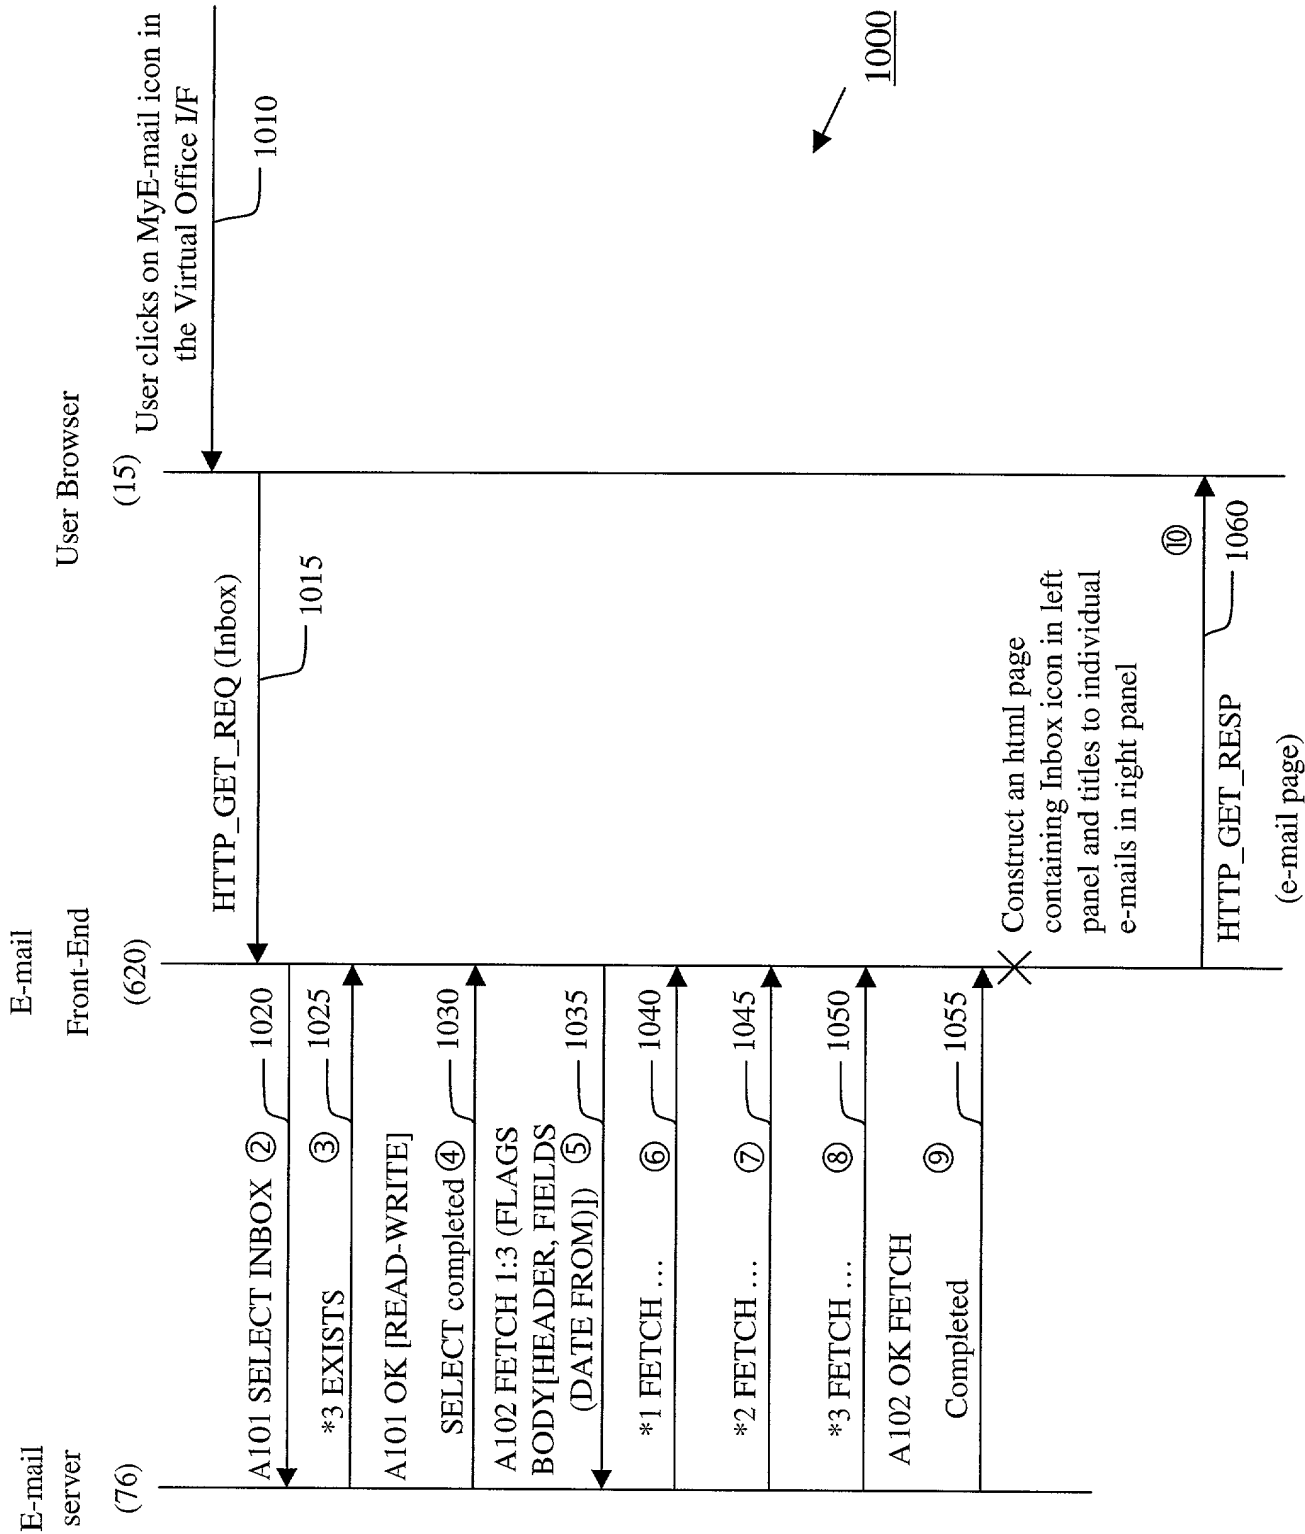 E-mail
server
(76)
E-mail
Front-End
(620)
User Browser
(15)
User clicks on MyE-mail icon in
the Virtual Office I/F
1010
HTTP_GET_REQ (Inbox)
1015
A101 SELECT INBOX ②
1020
*3 EXISTS ③
1025
A101 OK [READ-WRITE]
SELECT completed ④
1030
A102 FETCH 1:3 (FLAGS
BODY[HEADER, FIELDS
(DATE FROM)]) ⑤
1035
*1 FETCH ... ⑥
1040
*2 FETCH ... ⑦
1045
*3 FETCH ... ⑧
1050
A102 OK FETCH
Completed ⑨
1055
Construct an html page
containing Inbox icon in left
panel and titles to individual
e-mails in right panel
⑩
HTTP_GET_RESP
1060
(e-mail page)
1000